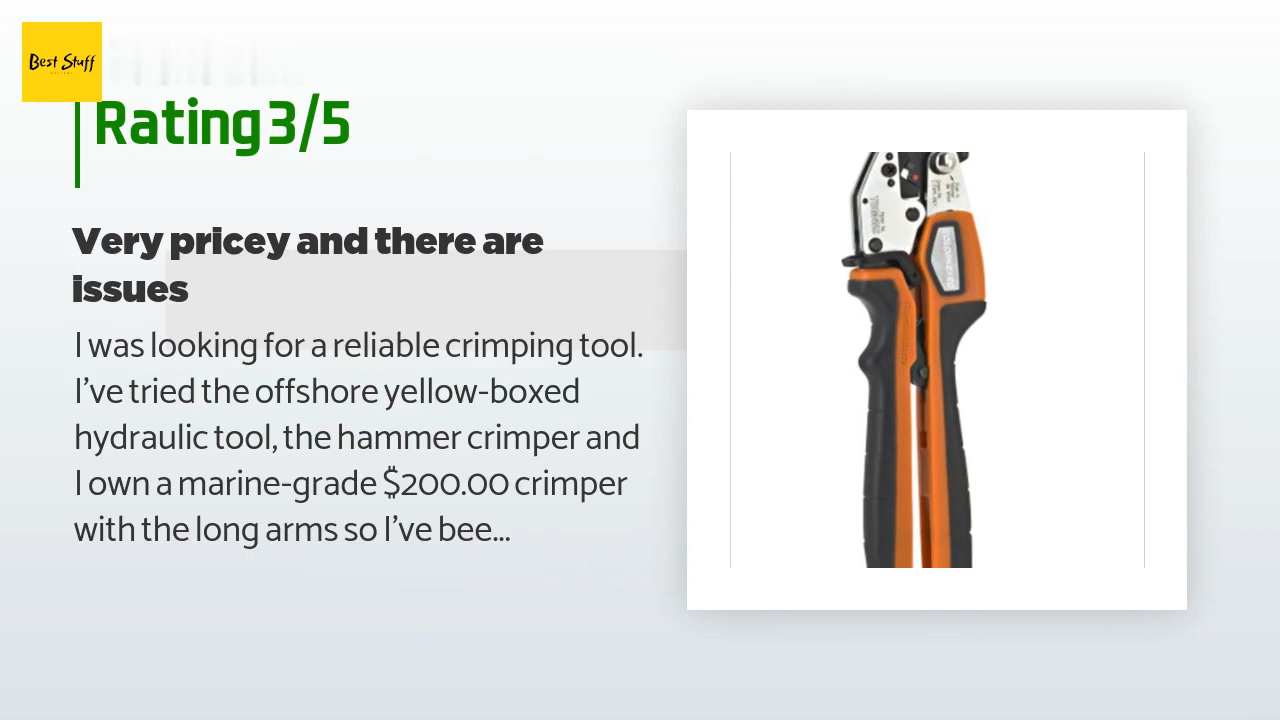 Best Stuff
Rating 3/5
Very pricey and there are
issues
I was looking for a reliable crimping tool.
I've tried the offshore yellow-boxed
hydraulic tool, the hammer crimper and
I own a marine-grade $200.00 crimper
with the long arms so I've bee...